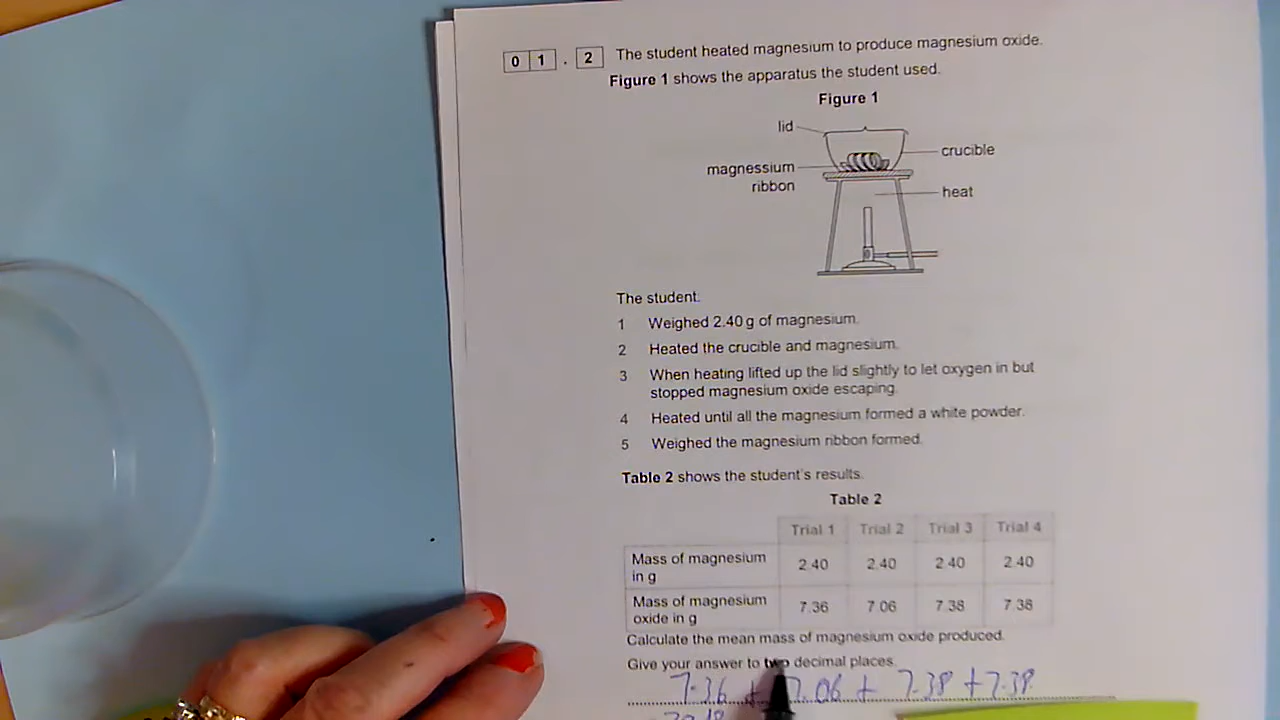 0 1 . 2 The student heated magnesium to produce magnesium oxide.
Figure 1 shows the apparatus the student used.
Figure 1
lid
crucible
magnessium
ribbon
heat
The student:
1 Weighed 2.40 g of magnesium.
2 Heated the crucible and magnesium.
3 When heating lifted up the lid slightly to let oxygen in but
stopped magnesium oxide escaping.
4 Heated until all the magnesium formed a white powder.
5 Weighed the magnesium ribbon formed.
Table 2 shows the student's results.
Table 2
Trial 1 Trial 2 Trial 3 Trial 4
Mass of magnesium
in g 2.40 2.40 2.40 2.40
Mass of magnesium
oxide in g 7.36 7.06 7.38 7.38
Calculate the mean mass of magnesium oxide produced.
Give your answer to two decimal places.
7.36 + 7.06 + 7.38 + 7.38